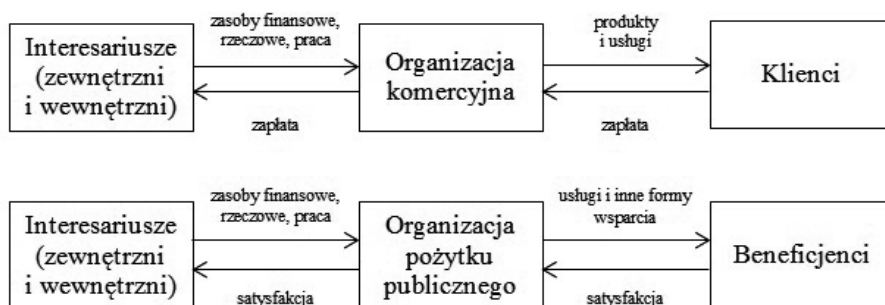 zasoby finansowe,
rzeczowe, praca
produkty
i usługi
Interesariusze
(zewnętrzni
i wewnętrzni)
Organizacja
komercyjna
Klienci
zapłata
zapłata
zasoby finansowe,
rzeczowe, praca
usługi i inne formy
wsparcia
Interesariusze
(zewnętrzni
i wewnętrzni)
Organizacja
pożytku
publicznego
Beneficjenci
satysfakcja
satysfakcja